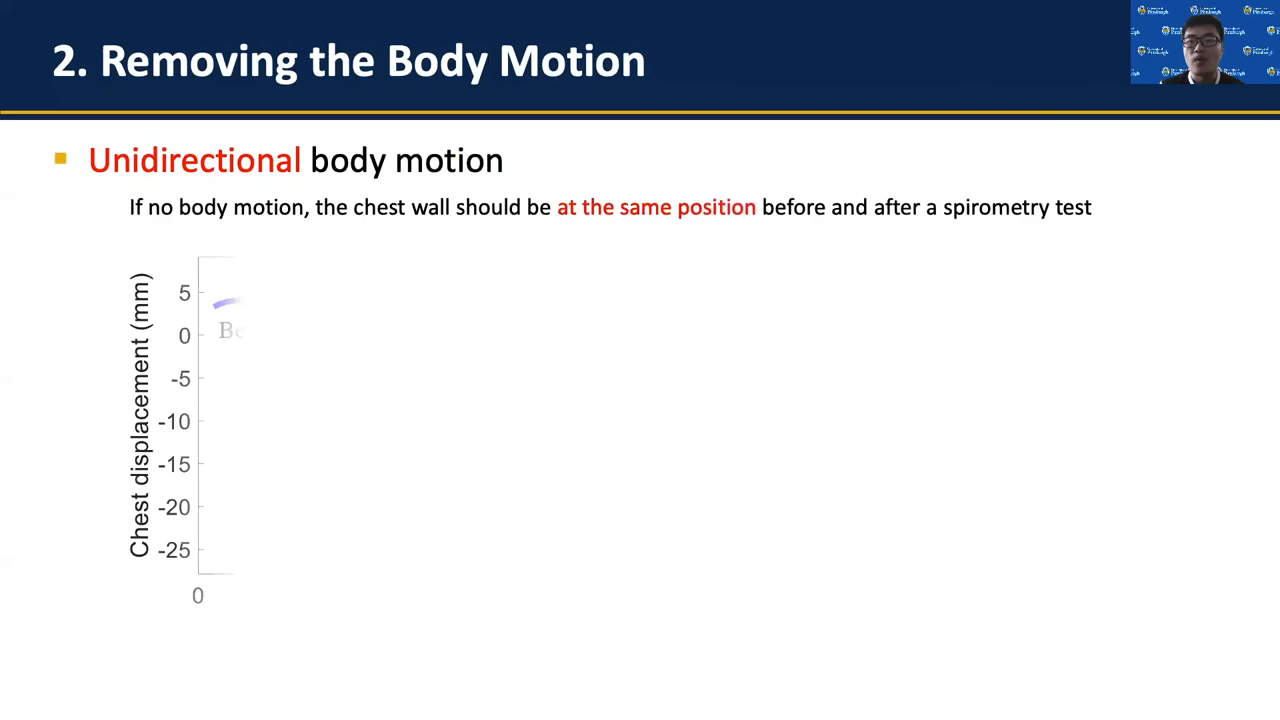 2. Removing the Body Motion
Unidirectional body motion
If no body motion, the chest wall should be at the same position before and after a spirometry test
Chest displacement (mm)
5
0
-5
-10
-15
-20
-25
0